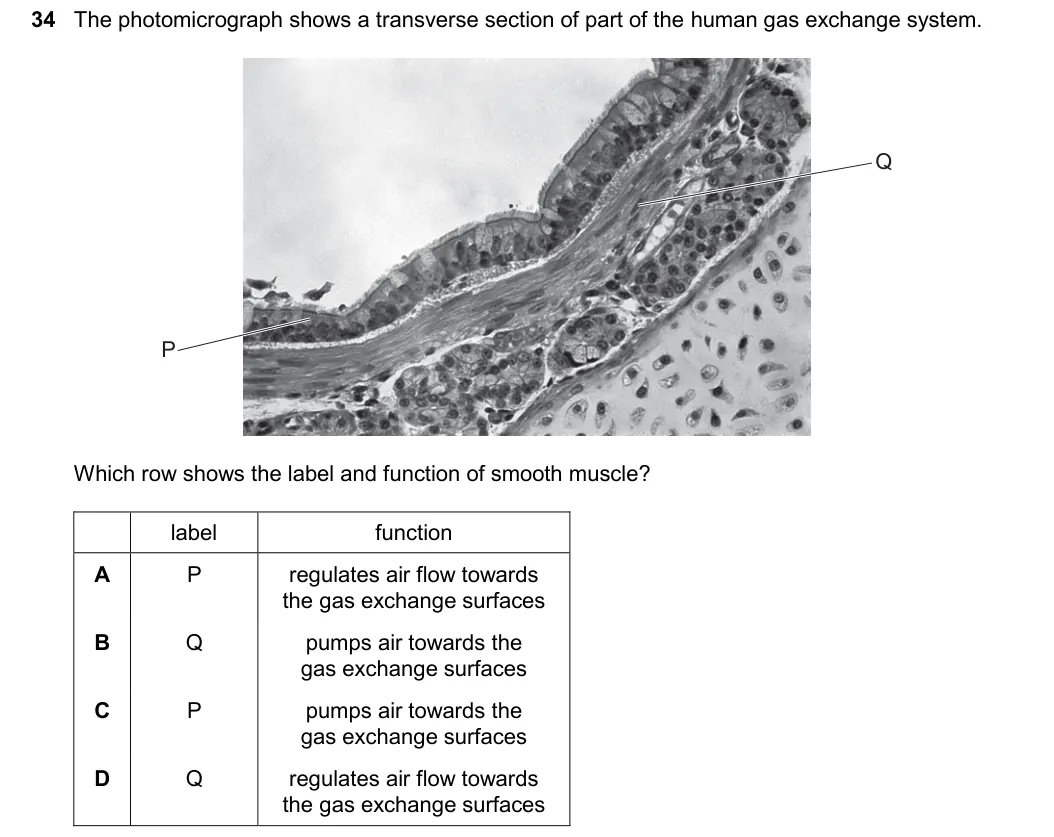 34 The photomicrograph shows a transverse section of part of the human gas exchange system.
Q
P
Which row shows the label and function of smooth muscle?
label function
A P regulates air flow towards
the gas exchange surfaces
B Q pumps air towards the
gas exchange surfaces
C P pumps air towards the
gas exchange surfaces
D Q regulates air flow towards
the gas exchange surfaces